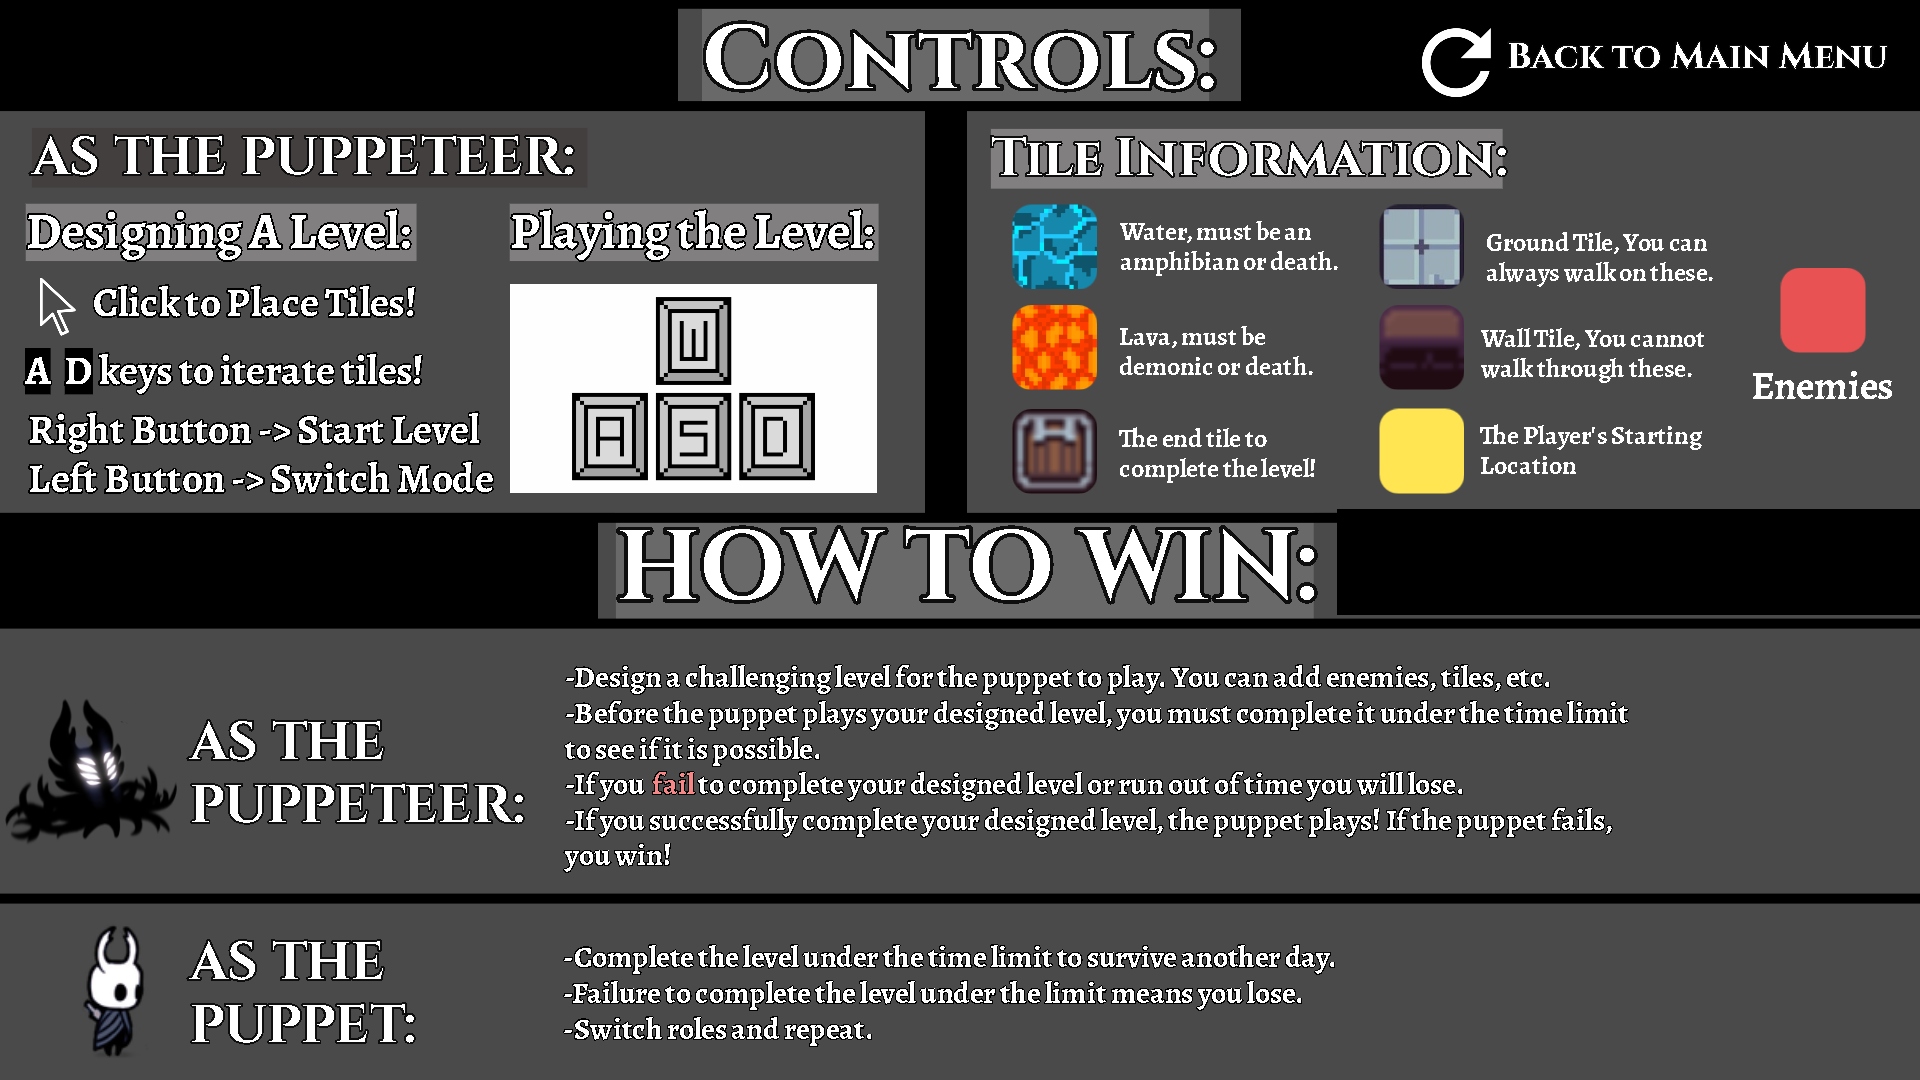 Controls:
Back to Main Menu
AS THE PUPPETEER:
Designing A Level:
Click to Place Tiles!
A D keys to iterate tiles!
Right Button -> Start Level
Left Button -> Switch Mode
Playing the Level:
W
A S D
Tile Information:
Water, must be an
amphibian or death.
Lava, must be
demonic or death.
The end tile to
complete the level!
Ground Tile, You can
always walk on these.
Wall Tile, You cannot
walk through these.
The Player's Starting
Location
Enemies
HOW TO WIN:
AS THE
PUPPETEER:
-Design a challenging level for the puppet to play. You can add enemies, tiles, etc.
-Before the puppet plays your designed level, you must complete it under the time limit
to see if it is possible.
-If you fail to complete your designed level or run out of time you will lose.
-If you successfully complete your designed level, the puppet plays! If the puppet fails,
you win!
AS THE
PUPPET:
-Complete the level under the time limit to survive another day.
-Failure to complete the level under the limit means you lose.
-Switch roles and repeat.